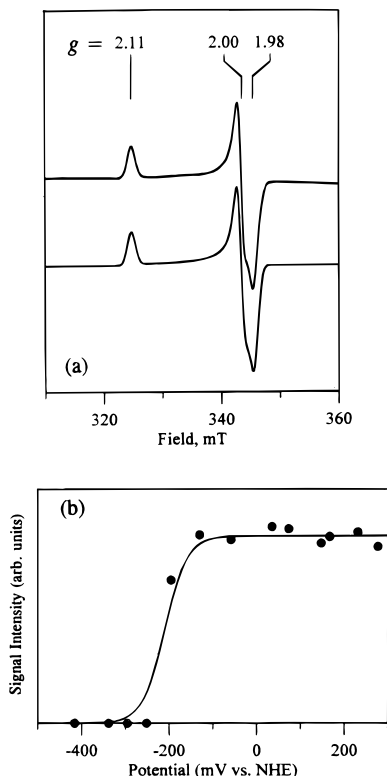 g = 2.11 2.00 1.98
(a)
320 340 360
Field, mT
(b)
Signal Intensity (arb. units)
-400 -200 0 200
Potential (mV vs. NHE)